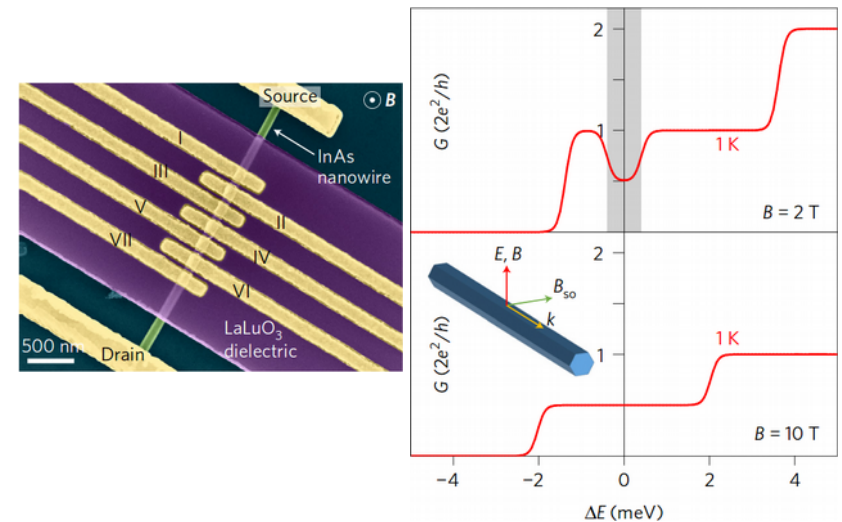 Source
B
InAs
nanowire
I
III
V
VII
II
IV
VI
LaLuO₃
dielectric
500 nm
Drain
G (2e²/h)
2
1
1 K
B = 2 T
G (2e²/h)
2
1
E, B
Bso
k
1 K
B = 10 T
−4 −2 0 2 4
ΔE (meV)